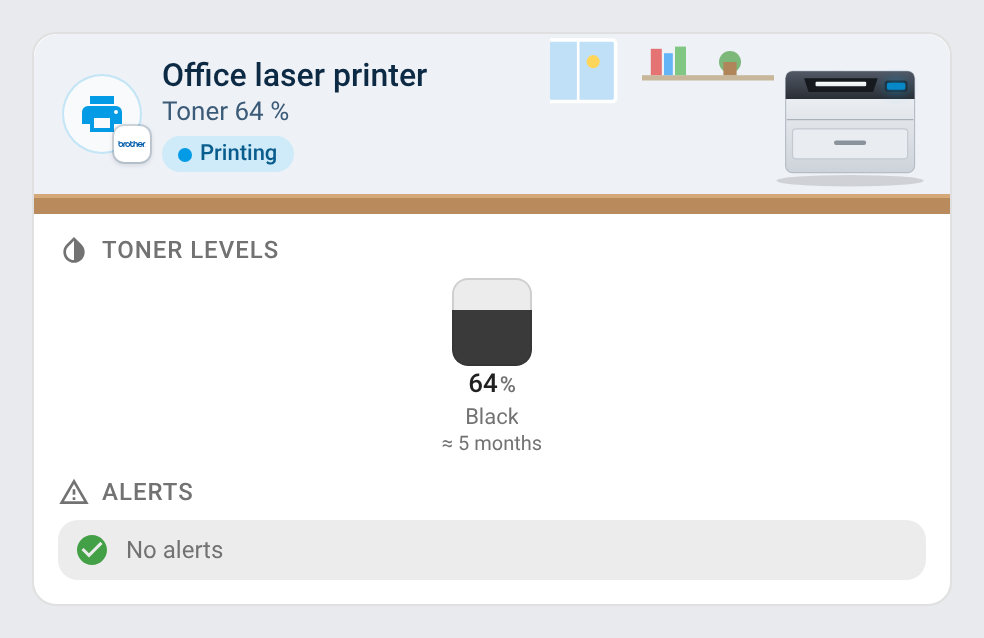 Office laser printer
Toner 64 %
brother
Printing
TONER LEVELS
64%
Black
≈ 5 months
ALERTS
No alerts